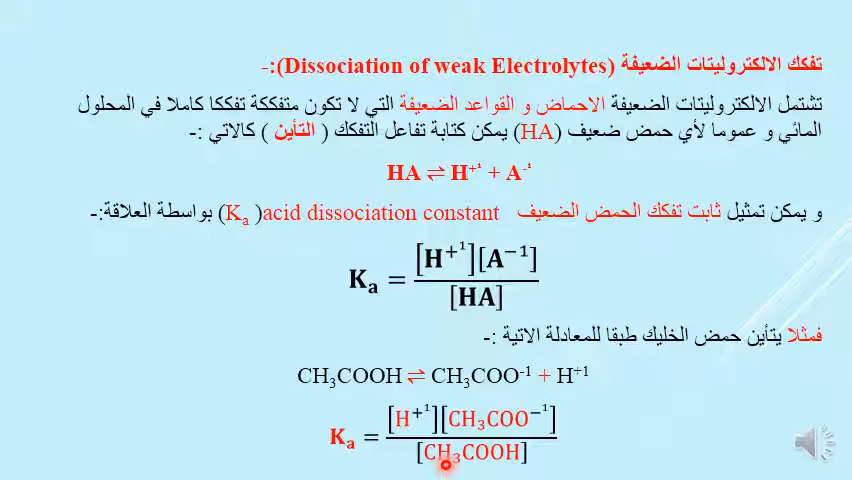 تفكك الالكتروليتات الضعيفة (Dissociation of weak Electrolytes):-
تشتمل الالكتروليتات الضعيفة الاحماض و القواعد الضعيفة التي لا تكون متفككة تفككا كاملا في المحلول
المائي و عموما لأي حمض ضعيف (HA) يمكن كتابة تفاعل التفكك ( التأين ) كالاتي :-
HA ⇌ H⁺¹ + A⁻¹
و يمكن تمثيل ثابت تفكك الحمض الضعيف acid dissociation constant (Kₐ) بواسطة العلاقة:-
Kₐ = [H⁺¹][A⁻¹] / [HA]
فمثلا يتأين حمض الخليك طبقا للمعادلة الاتية :-
CH₃COOH ⇌ CH₃COO⁻¹ + H⁺¹
Kₐ = [H⁺¹][CH₃COO⁻¹] / [CH₃COOH]